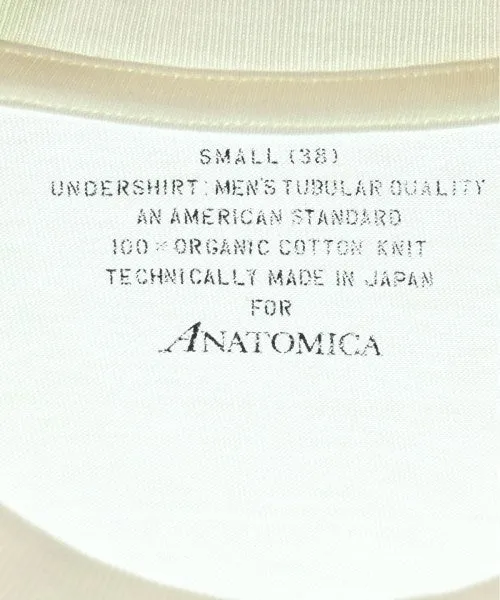 SMALL (38)
UNDERSHIRT: MEN'S TUBULAR QUALITY
AN AMERICAN STANDARD
100% ORGANIC COTTON KNIT
TECHNICALLY MADE IN JAPAN
FOR
ANATOMICA